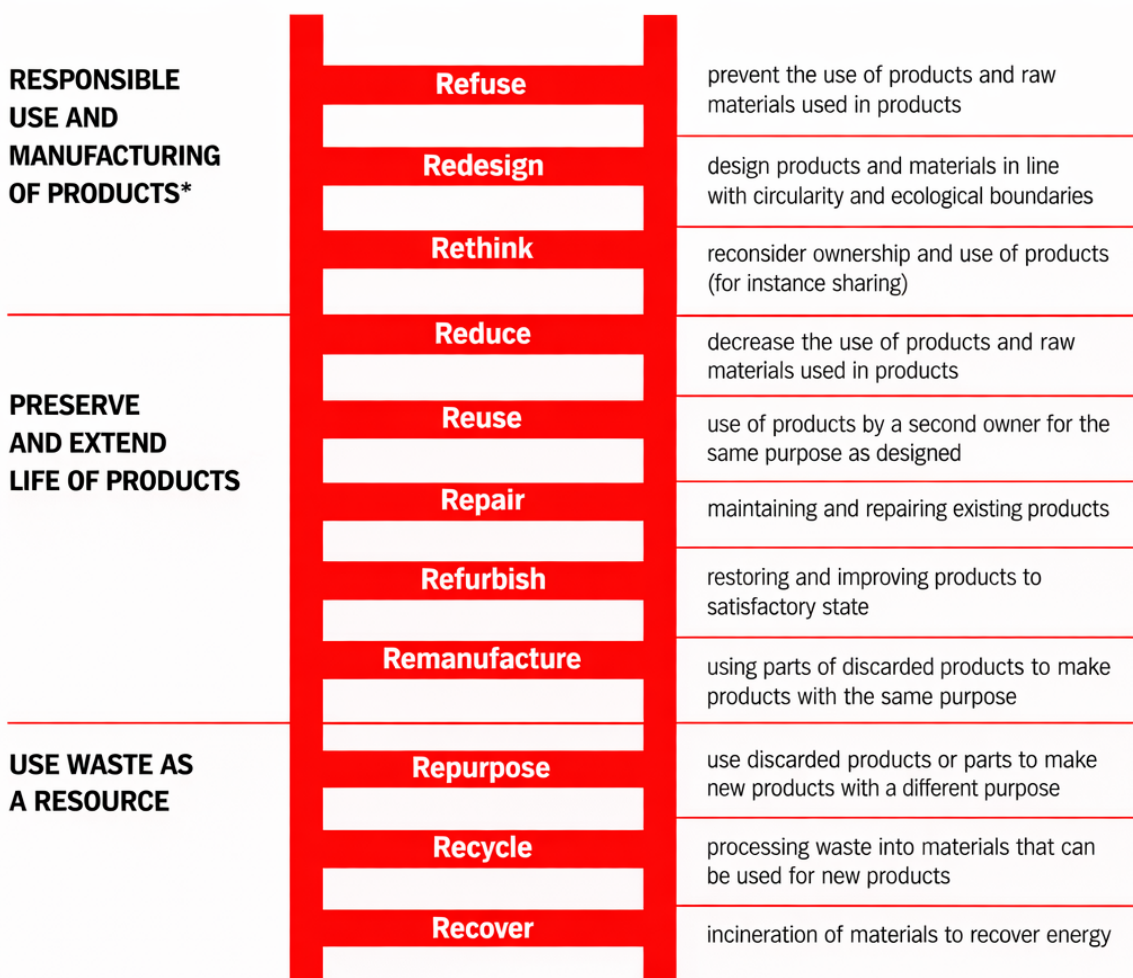 RESPONSIBLE
USE AND
MANUFACTURING
OF PRODUCTS*
Refuse
prevent the use of products and raw
materials used in products
Redesign
design products and materials in line
with circularity and ecological boundaries
Rethink
reconsider ownership and use of products
(for instance sharing)
PRESERVE
AND EXTEND
LIFE OF PRODUCTS
Reduce
decrease the use of products and raw
materials used in products
Reuse
use of products by a second owner for the
same purpose as designed
Repair
maintaining and repairing existing products
Refurbish
restoring and improving products to
satisfactory state
Remanufacture
using parts of discarded products to make
products with the same purpose
USE WASTE AS
A RESOURCE
Repurpose
use discarded products or parts to make
new products with a different purpose
Recycle
processing waste into materials that can
be used for new products
Recover
incineration of materials to recover energy